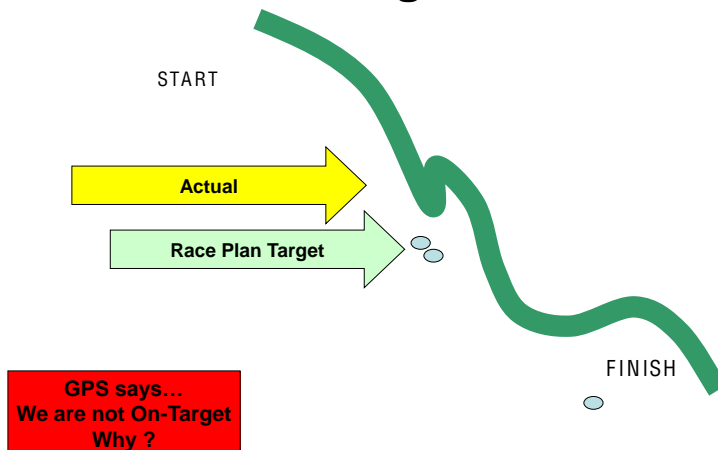 START
Actual
Race Plan Target
FINISH
GPS says...
We are not On-Target
Why ?